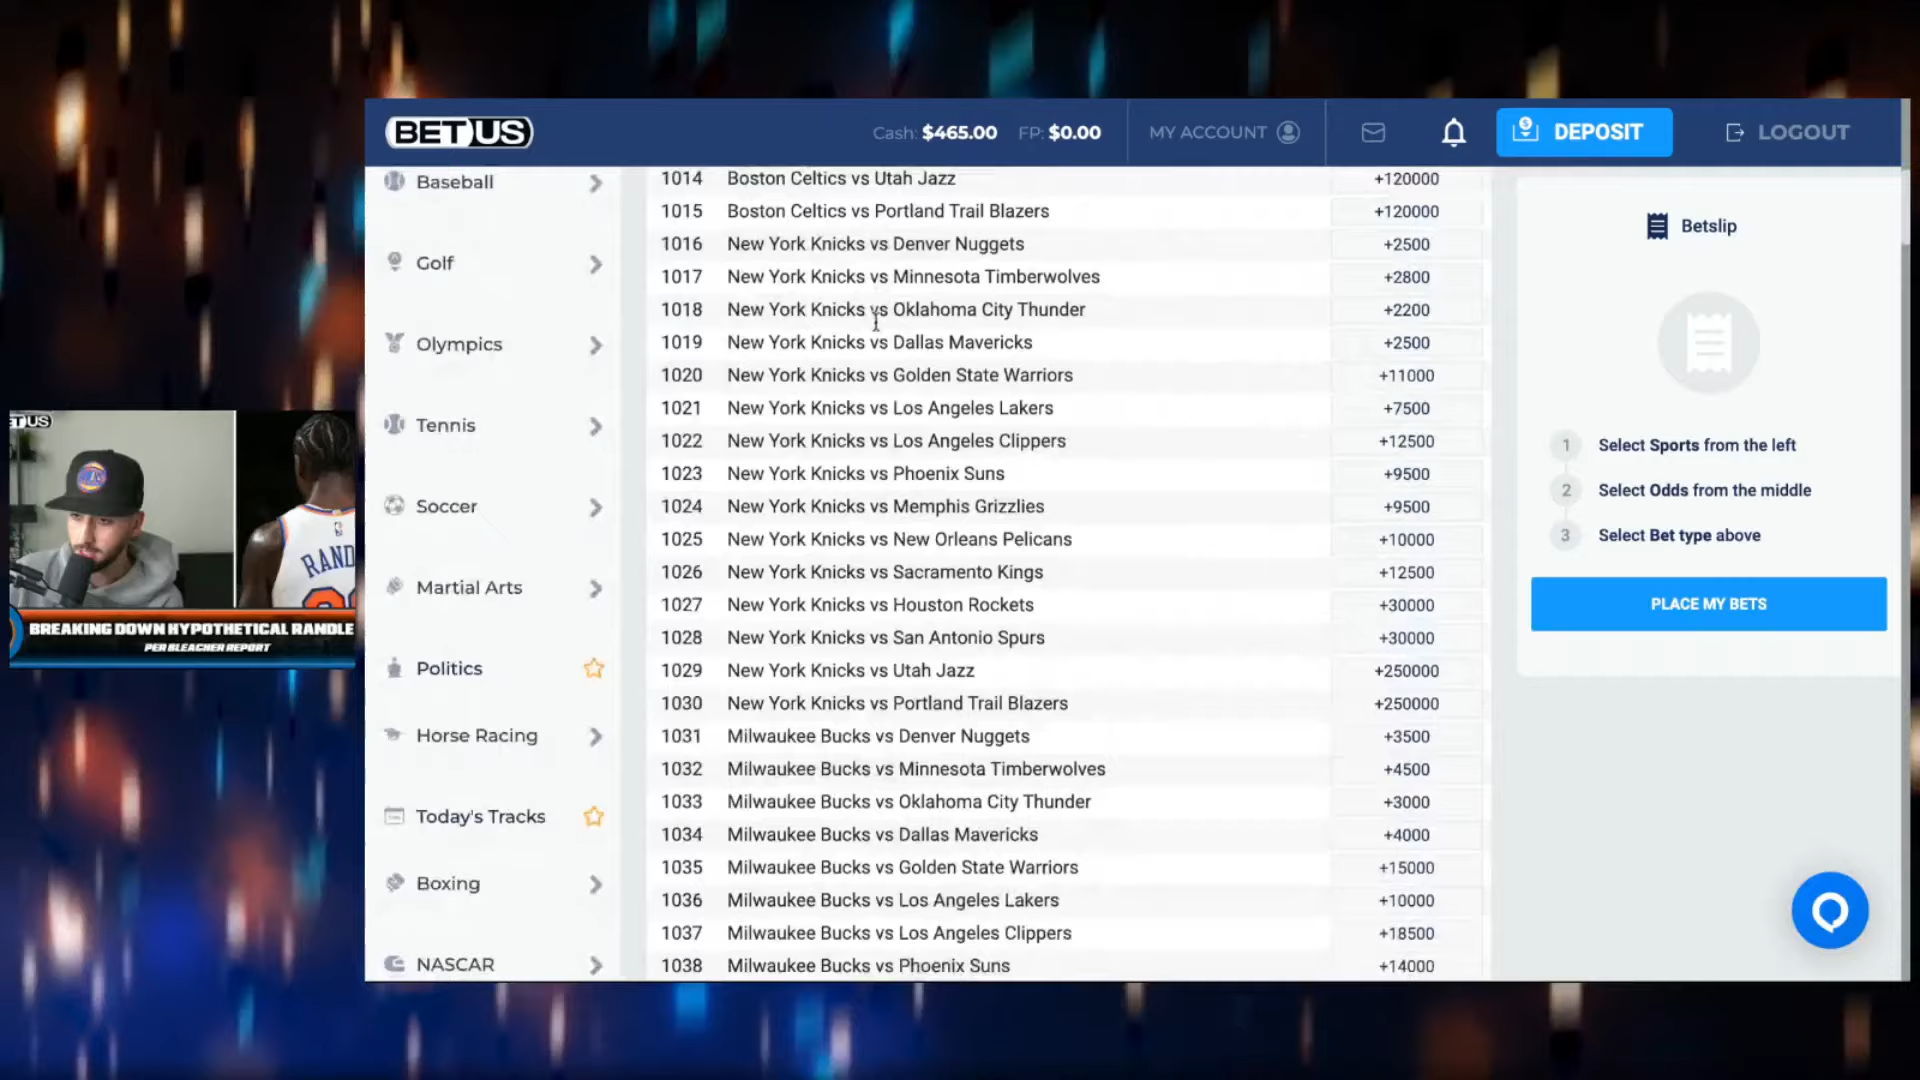 BET US
Cash: $465.00 FP: $0.00
MY ACCOUNT
DEPOSIT
LOGOUT
Baseball
Golf
Olympics
Tennis
Soccer
Martial Arts
Politics
Horse Racing
Today's Tracks
Boxing
NASCAR
1014 Boston Celtics vs Utah Jazz +120000
1015 Boston Celtics vs Portland Trail Blazers +120000
1016 New York Knicks vs Denver Nuggets +2500
1017 New York Knicks vs Minnesota Timberwolves +2800
1018 New York Knicks vs Oklahoma City Thunder +2200
1019 New York Knicks vs Dallas Mavericks +2500
1020 New York Knicks vs Golden State Warriors +11000
1021 New York Knicks vs Los Angeles Lakers +7500
1022 New York Knicks vs Los Angeles Clippers +12500
1023 New York Knicks vs Phoenix Suns +9500
1024 New York Knicks vs Memphis Grizzlies +9500
1025 New York Knicks vs New Orleans Pelicans +10000
1026 New York Knicks vs Sacramento Kings +12500
1027 New York Knicks vs Houston Rockets +30000
1028 New York Knicks vs San Antonio Spurs +30000
1029 New York Knicks vs Utah Jazz +250000
1030 New York Knicks vs Portland Trail Blazers +250000
1031 Milwaukee Bucks vs Denver Nuggets +3500
1032 Milwaukee Bucks vs Minnesota Timberwolves +4500
1033 Milwaukee Bucks vs Oklahoma City Thunder +3000
1034 Milwaukee Bucks vs Dallas Mavericks +4000
1035 Milwaukee Bucks vs Golden State Warriors +15000
1036 Milwaukee Bucks vs Los Angeles Lakers +10000
1037 Milwaukee Bucks vs Los Angeles Clippers +18500
1038 Milwaukee Bucks vs Phoenix Suns +14000
Betslip
1 Select Sports from the left
2 Select Odds from the middle
3 Select Bet type above
PLACE MY BETS
ET US
RAND
BREAKING DOWN HYPOTHETICAL RANDLE
PER BLEACHER REPORT